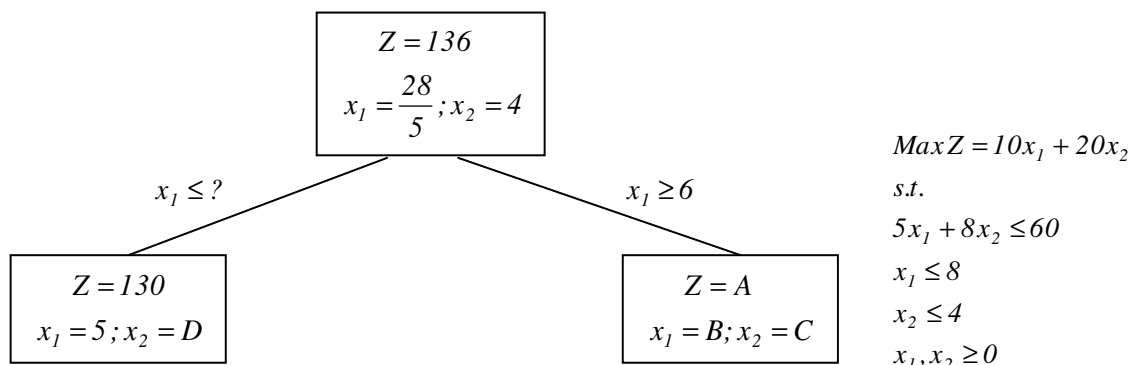 Z = 136
x₁ = 28/5 ; x₂ = 4
x₁ ≤ ?
x₁ ≥ 6
Z = 130
x₁ = 5 ; x₂ = D
Z = A
x₁ = B ; x₂ = C
Max Z = 10x₁ + 20x₂
s.t.
5x₁ + 8x₂ ≤ 60
x₁ ≤ 8
x₂ ≤ 4
x₁ , x₂ ≥ 0